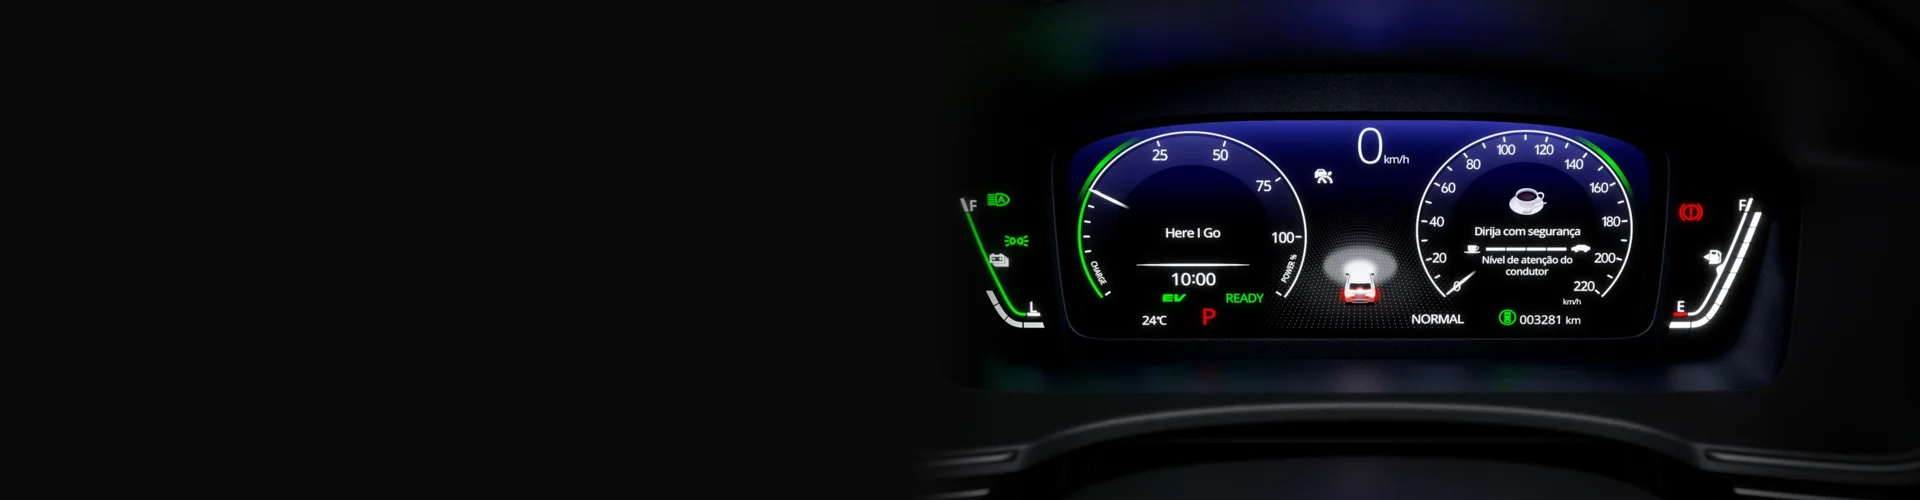 F
A
L
25
50
75
100
CHARGE
POWER %
Here I Go
10:00
EV
READY
24℃
P
0 km/h
NORMAL
0
20
40
60
80
100
120
140
160
180
200
220
km/h
Dirija com segurança
Nível de atenção do
condutor
003281 km
F
E